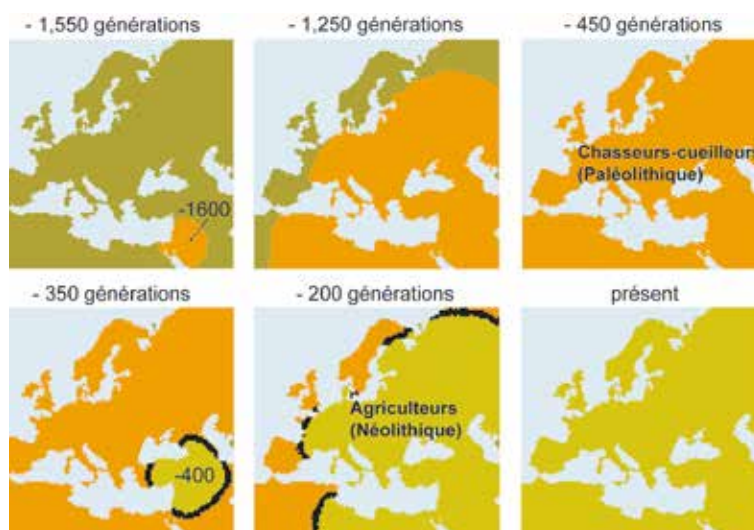 - 1,550 générations
- 1,250 générations
- 450 générations
-1600
Chasseurs-cueilleurs
(Paléolithique)
- 350 générations
- 200 générations
présent
-400
Agriculteurs
(Néolithique)